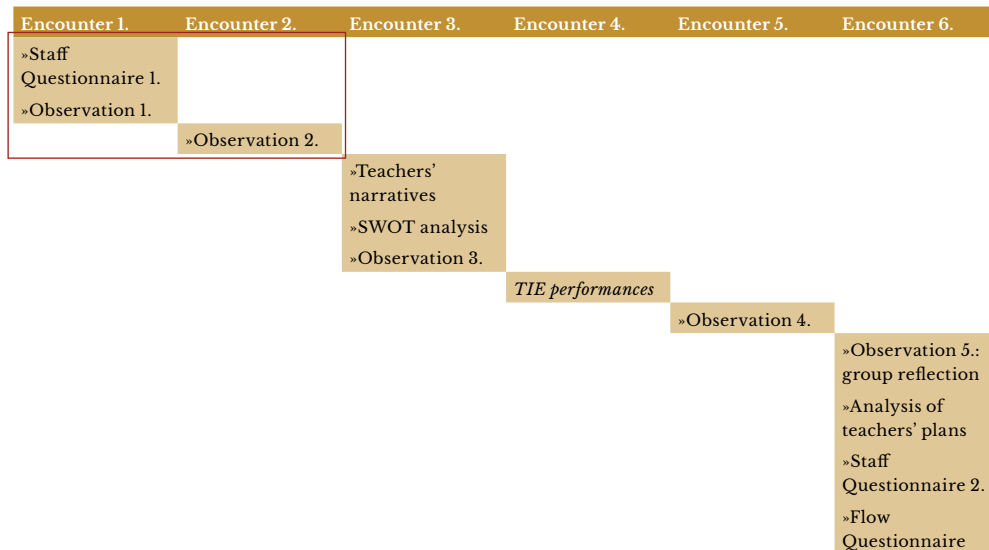 Encounter 1. Encounter 2. Encounter 3. Encounter 4. Encounter 5. Encounter 6.
»Staff
Questionnaire 1.
»Observation 1.
»Observation 2.
»Teachers’
narratives
»SWOT analysis
»Observation 3.
TIE performances
»Observation 4.
»Observation 5.:
group reflection
»Analysis of
teachers’ plans
»Staff
Questionnaire 2.
»Flow
Questionnaire